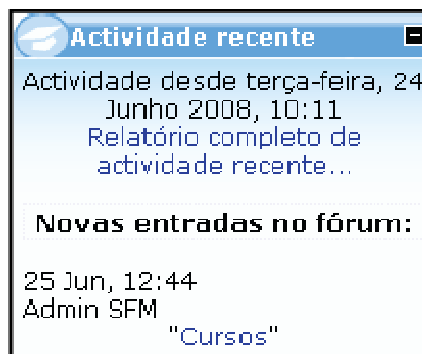 Actividade recente
Actividade desde terça-feira, 24
Junho 2008, 10:11
Relatório completo de
actividade recente...
Novas entradas no fórum:
25 Jun, 12:44
Admin SFM
"Cursos"